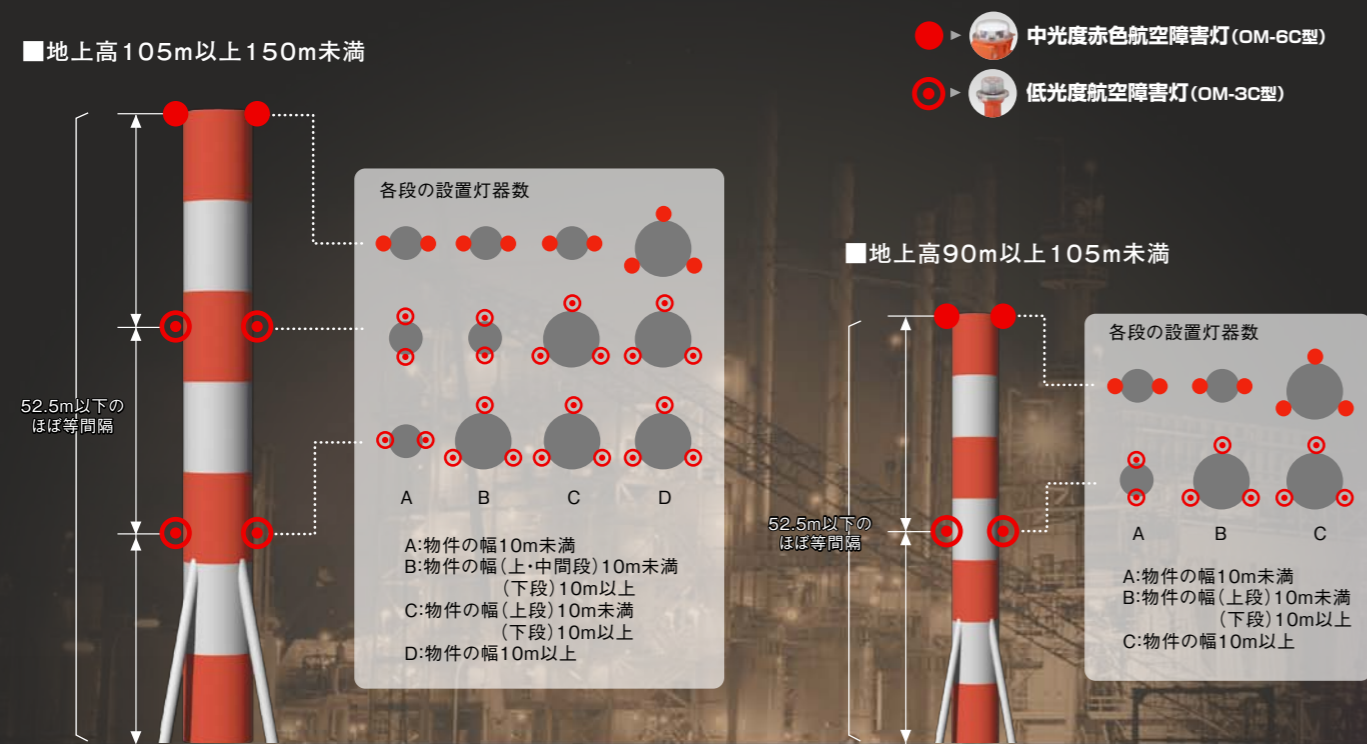 ■地上高105m以上150m未満
中光度赤色航空障害灯(OM-6C型)
低光度航空障害灯(OM-3C型)
52.5m以下の
ほぼ等間隔
各段の設置灯器数
A B C D
A:物件の幅10m未満
B:物件の幅(上・中間段)10m未満
(下段)10m以上
C:物件の幅(上段)10m未満
(下段)10m以上
D:物件の幅10m以上
■地上高90m以上105m未満
52.5m以下の
ほぼ等間隔
各段の設置灯器数
A B C
A:物件の幅10m未満
B:物件の幅(上段)10m未満
(下段)10m以上
C:物件の幅10m以上